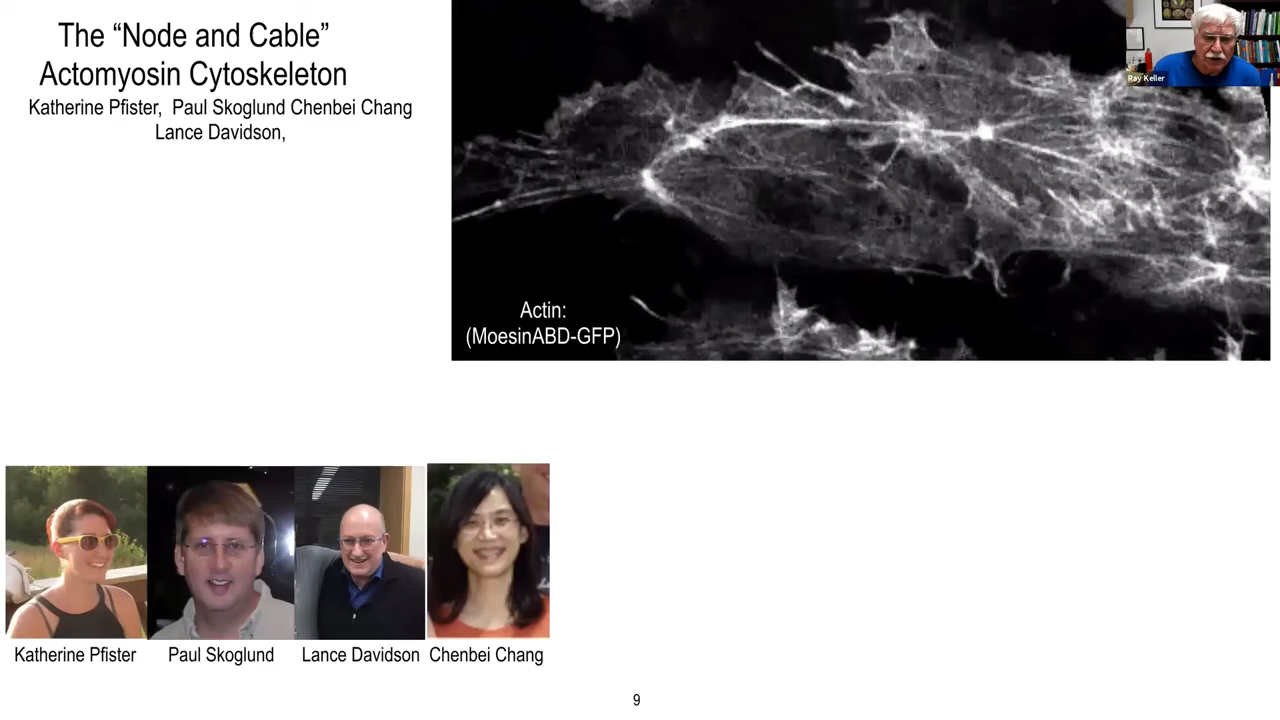 The “Node and Cable”
Actomyosin Cytoskeleton
Katherine Pfister, Paul Skoglund Chenbei Chang
Lance Davidson,
Ray Keller
Actin:
(MoesinABD-GFP)
Katherine Pfister
Paul Skoglund
Lance Davidson
Chenbei Chang
9